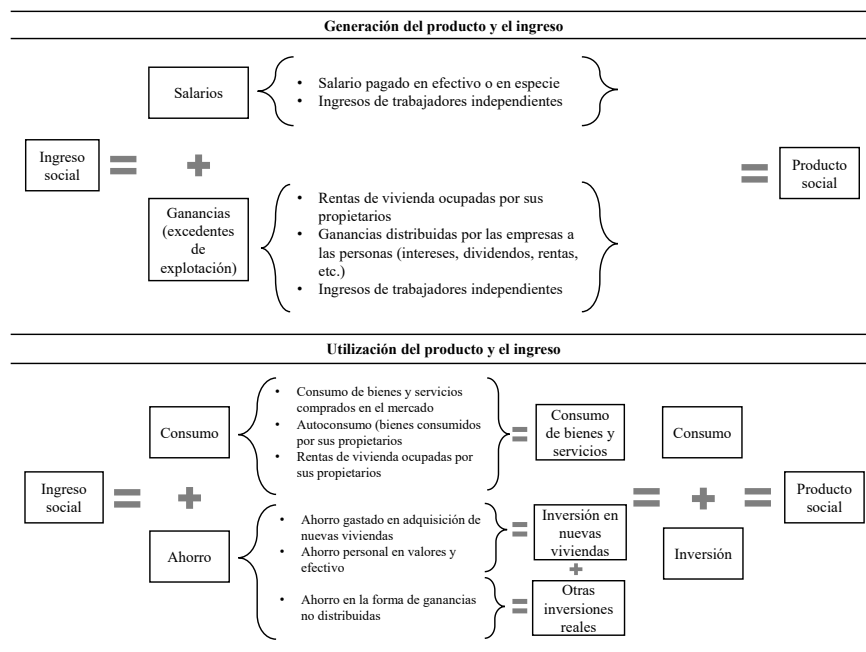 Generación del producto y el ingreso
Salarios
• Salario pagado en efectivo o en especie
• Ingresos de trabajadores independientes
Ingreso
social
=
+
=
Producto
social
Ganancias
(excedentes
de
explotación)
• Rentas de vivienda ocupadas por sus
propietarios
• Ganancias distribuidas por las empresas a
las personas (intereses, dividendos, rentas,
etc.)
• Ingresos de trabajadores independientes
Utilización del producto y el ingreso
Consumo
• Consumo de bienes y servicios
comprados en el mercado
• Autoconsumo (bienes consumidos
por sus propietarios
• Rentas de vivienda ocupadas por
sus propietarios
=
Consumo
de bienes y
servicios
Consumo
Ingreso
social
=
+
=
+
=
Producto
social
Ahorro
• Ahorro gastado en adquisición de
nuevas viviendas
• Ahorro personal en valores y
efectivo
=
Inversión en
nuevas
viviendas
Inversión
+
• Ahorro en la forma de ganancias
no distribuidas
=
Otras
inversiones
reales